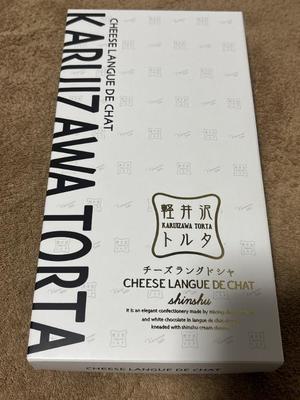 CHEESE LANGUE DE CHAT
KARUIZAWA TORTA
軽井沢
KARUIZAWA TORTA
トルタ
チーズラングドシャ
CHEESE LANGUE DE CHAT
shinshu
It is an elegant confectionery made by mixing
and white chocolate in langue de chat
kneaded with shinshu cream cheese
CHEESE LANGUE DE CHAT